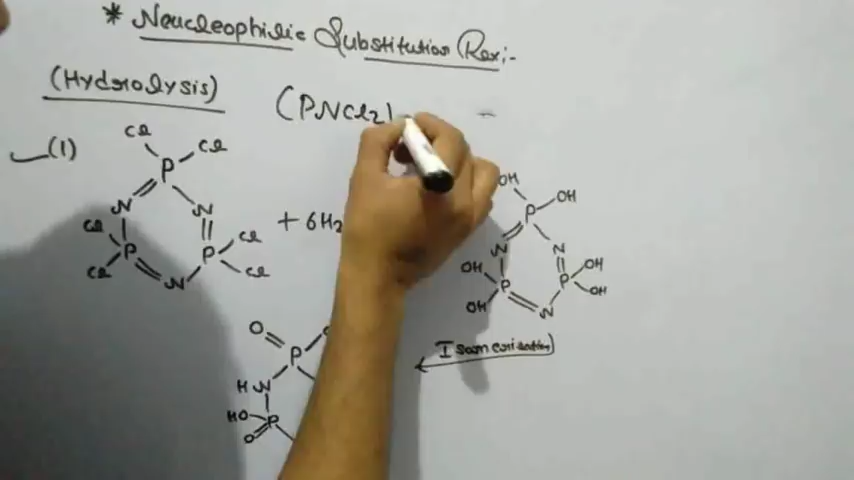 * Neucleophilic Substitution Rex:-
(Hydrolysis)
(PNCl2)
(1)
Cl Cl
P
N N
Cl P Cl P Cl
Cl N
+ 6H2
OH OH
P
N N
OH P OH P OH
OH N
Isomerisation
O P
H N
HO P
O